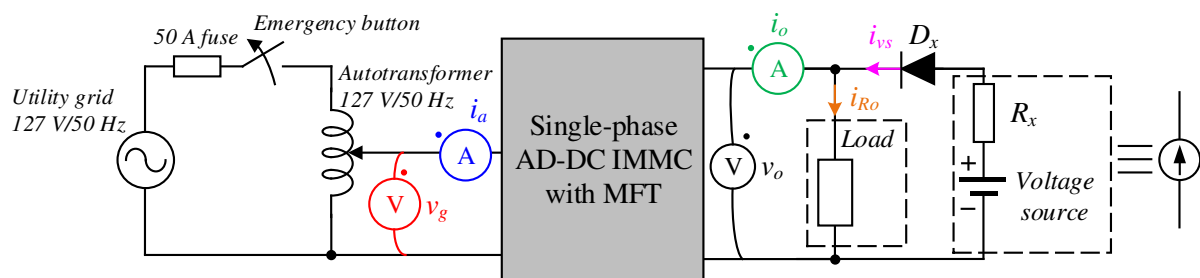 Emergency button
50 A fuse
Utility grid
127 V/50 Hz
Autotransformer
127 V/50 Hz
i_a
A
V
v_g
Single-phase
AD-DC IMMC
with MFT
V
v_o
i_o
A
i_vs
D_x
i_Ro
Load
R_x
+
−
Voltage
source